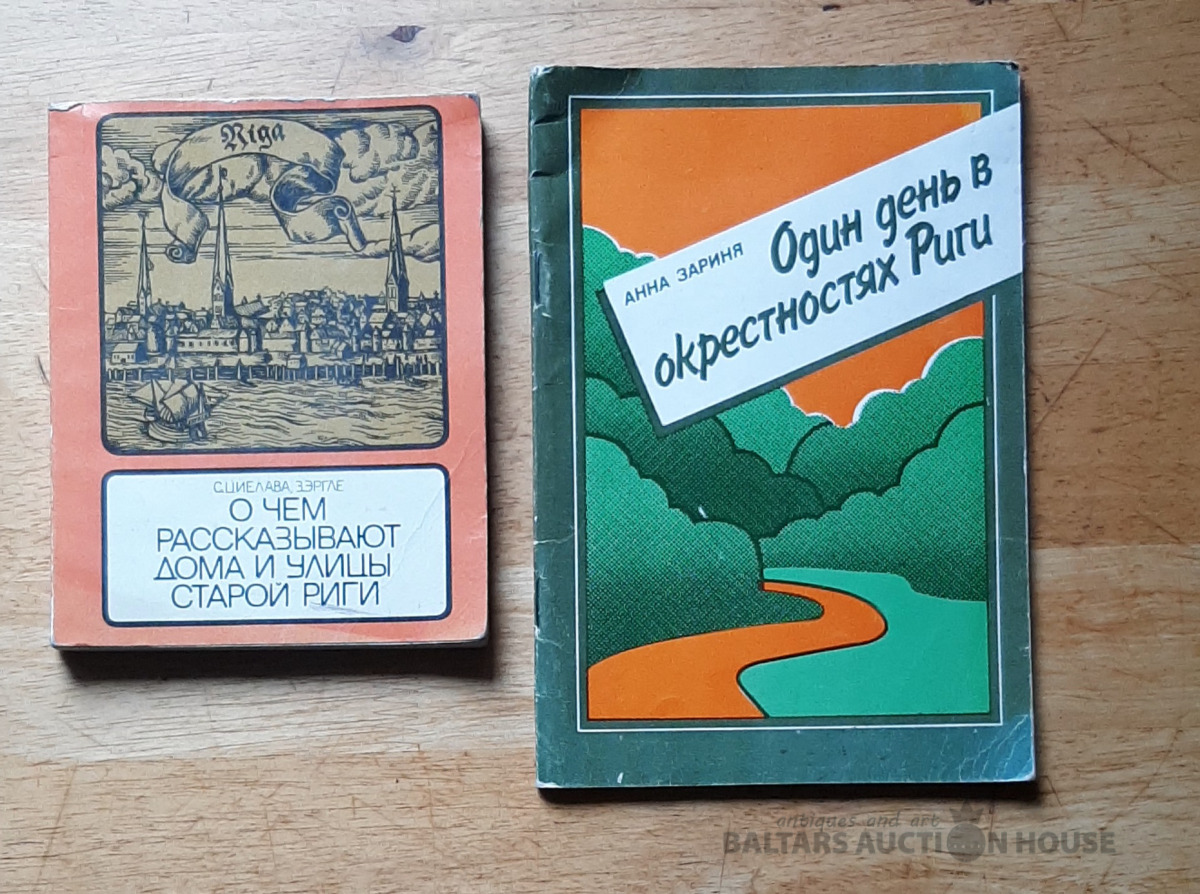 Riga
С.ЦИЕЛАВА, З.ЭРГЛЕ
О ЧЕМ
РАССКАЗЫВАЮТ
ДОМА И УЛИЦЫ
СТАРОЙ РИГИ
АННА ЗАРИНЯ
Один день в
окрестностях Риги
antiques and art
BALTARS AUCTION HOUSE